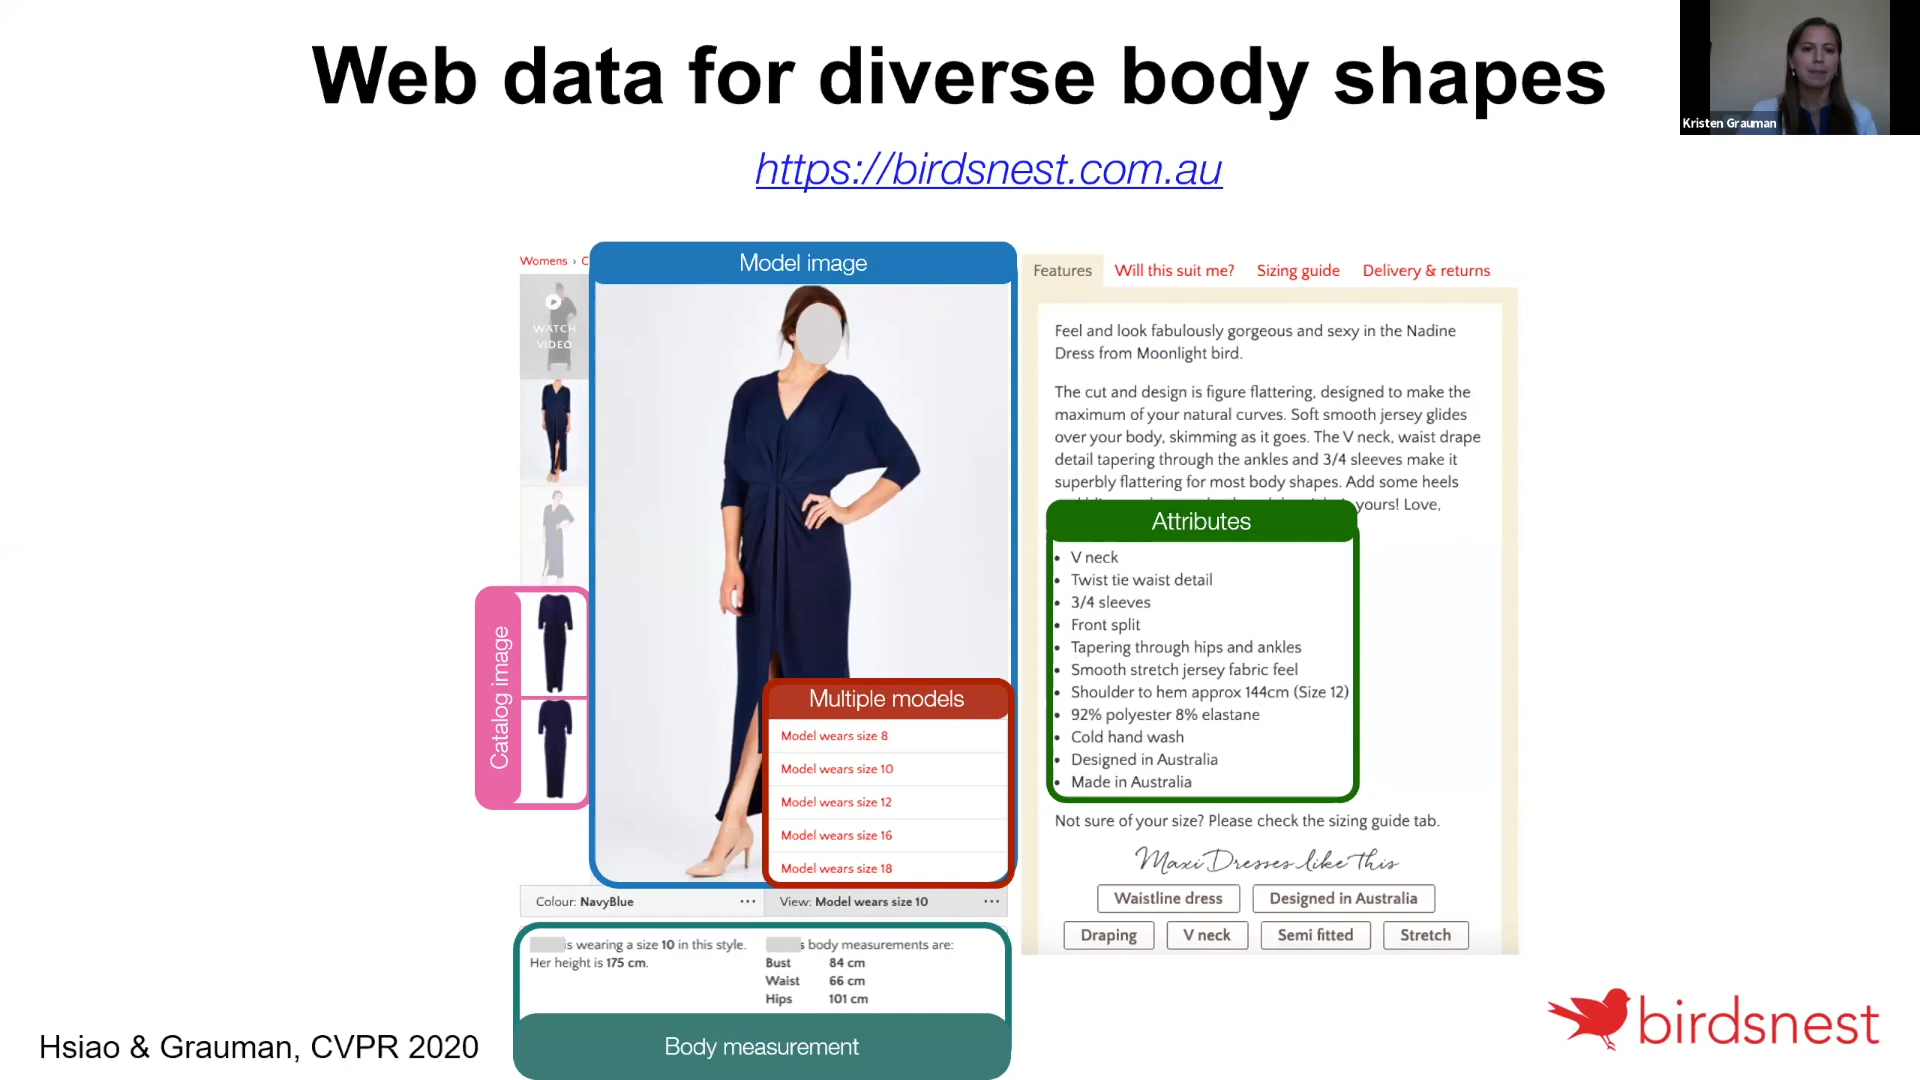 Web data for diverse body shapes
Kristen Grauman
https://birdsnest.com.au
Womens › C
WATCH
VIDEO
Model image
Catalog image
Multiple models
Model wears size 8
Model wears size 10
Model wears size 12
Model wears size 16
Model wears size 18
Colour: NavyBlue ...
View: Model wears size 10 ...
is wearing a size 10 in this style.
Her height is 175 cm.
s body measurements are:
Bust 84 cm
Waist 66 cm
Hips 101 cm
Body measurement
Features Will this suit me? Sizing guide Delivery & returns
Feel and look fabulously gorgeous and sexy in the Nadine
Dress from Moonlight bird.
The cut and design is figure flattering, designed to make the
maximum of your natural curves. Soft smooth jersey glides
over your body, skimming as it goes. The V neck, waist drape
detail tapering through the ankles and 3/4 sleeves make it
superbly flattering for most body shapes. Add some heels
yours! Love,
Attributes
• V neck
• Twist tie waist detail
• 3/4 sleeves
• Front split
• Tapering through hips and ankles
• Smooth stretch jersey fabric feel
• Shoulder to hem approx 144cm (Size 12)
• 92% polyester 8% elastane
• Cold hand wash
• Designed in Australia
• Made in Australia
Not sure of your size? Please check the sizing guide tab.
Maxi Dresses like this
Waistline dress Designed in Australia
Draping V neck Semi fitted Stretch
Hsiao & Grauman, CVPR 2020
birdsnest